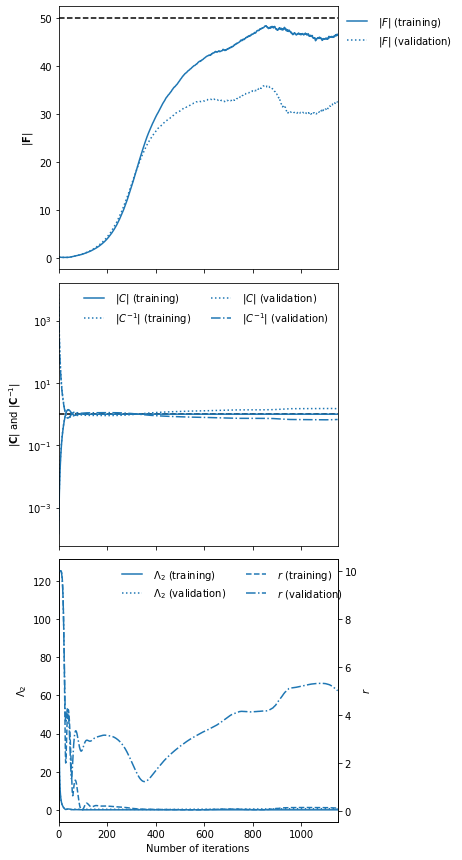 50
40
30
20
10
0
|F|
|F| (training)
|F| (validation)
10³
10¹
10⁻¹
10⁻³
|C| and |C⁻¹|
|C| (training)
|C⁻¹| (training)
|C| (validation)
|C⁻¹| (validation)
120
100
80
60
40
20
0
Λ₂
Λ₂ (training)
Λ₂ (validation)
r (training)
r (validation)
10
8
6
4
2
0
r
0 200 400 600 800 1000
Number of iterations